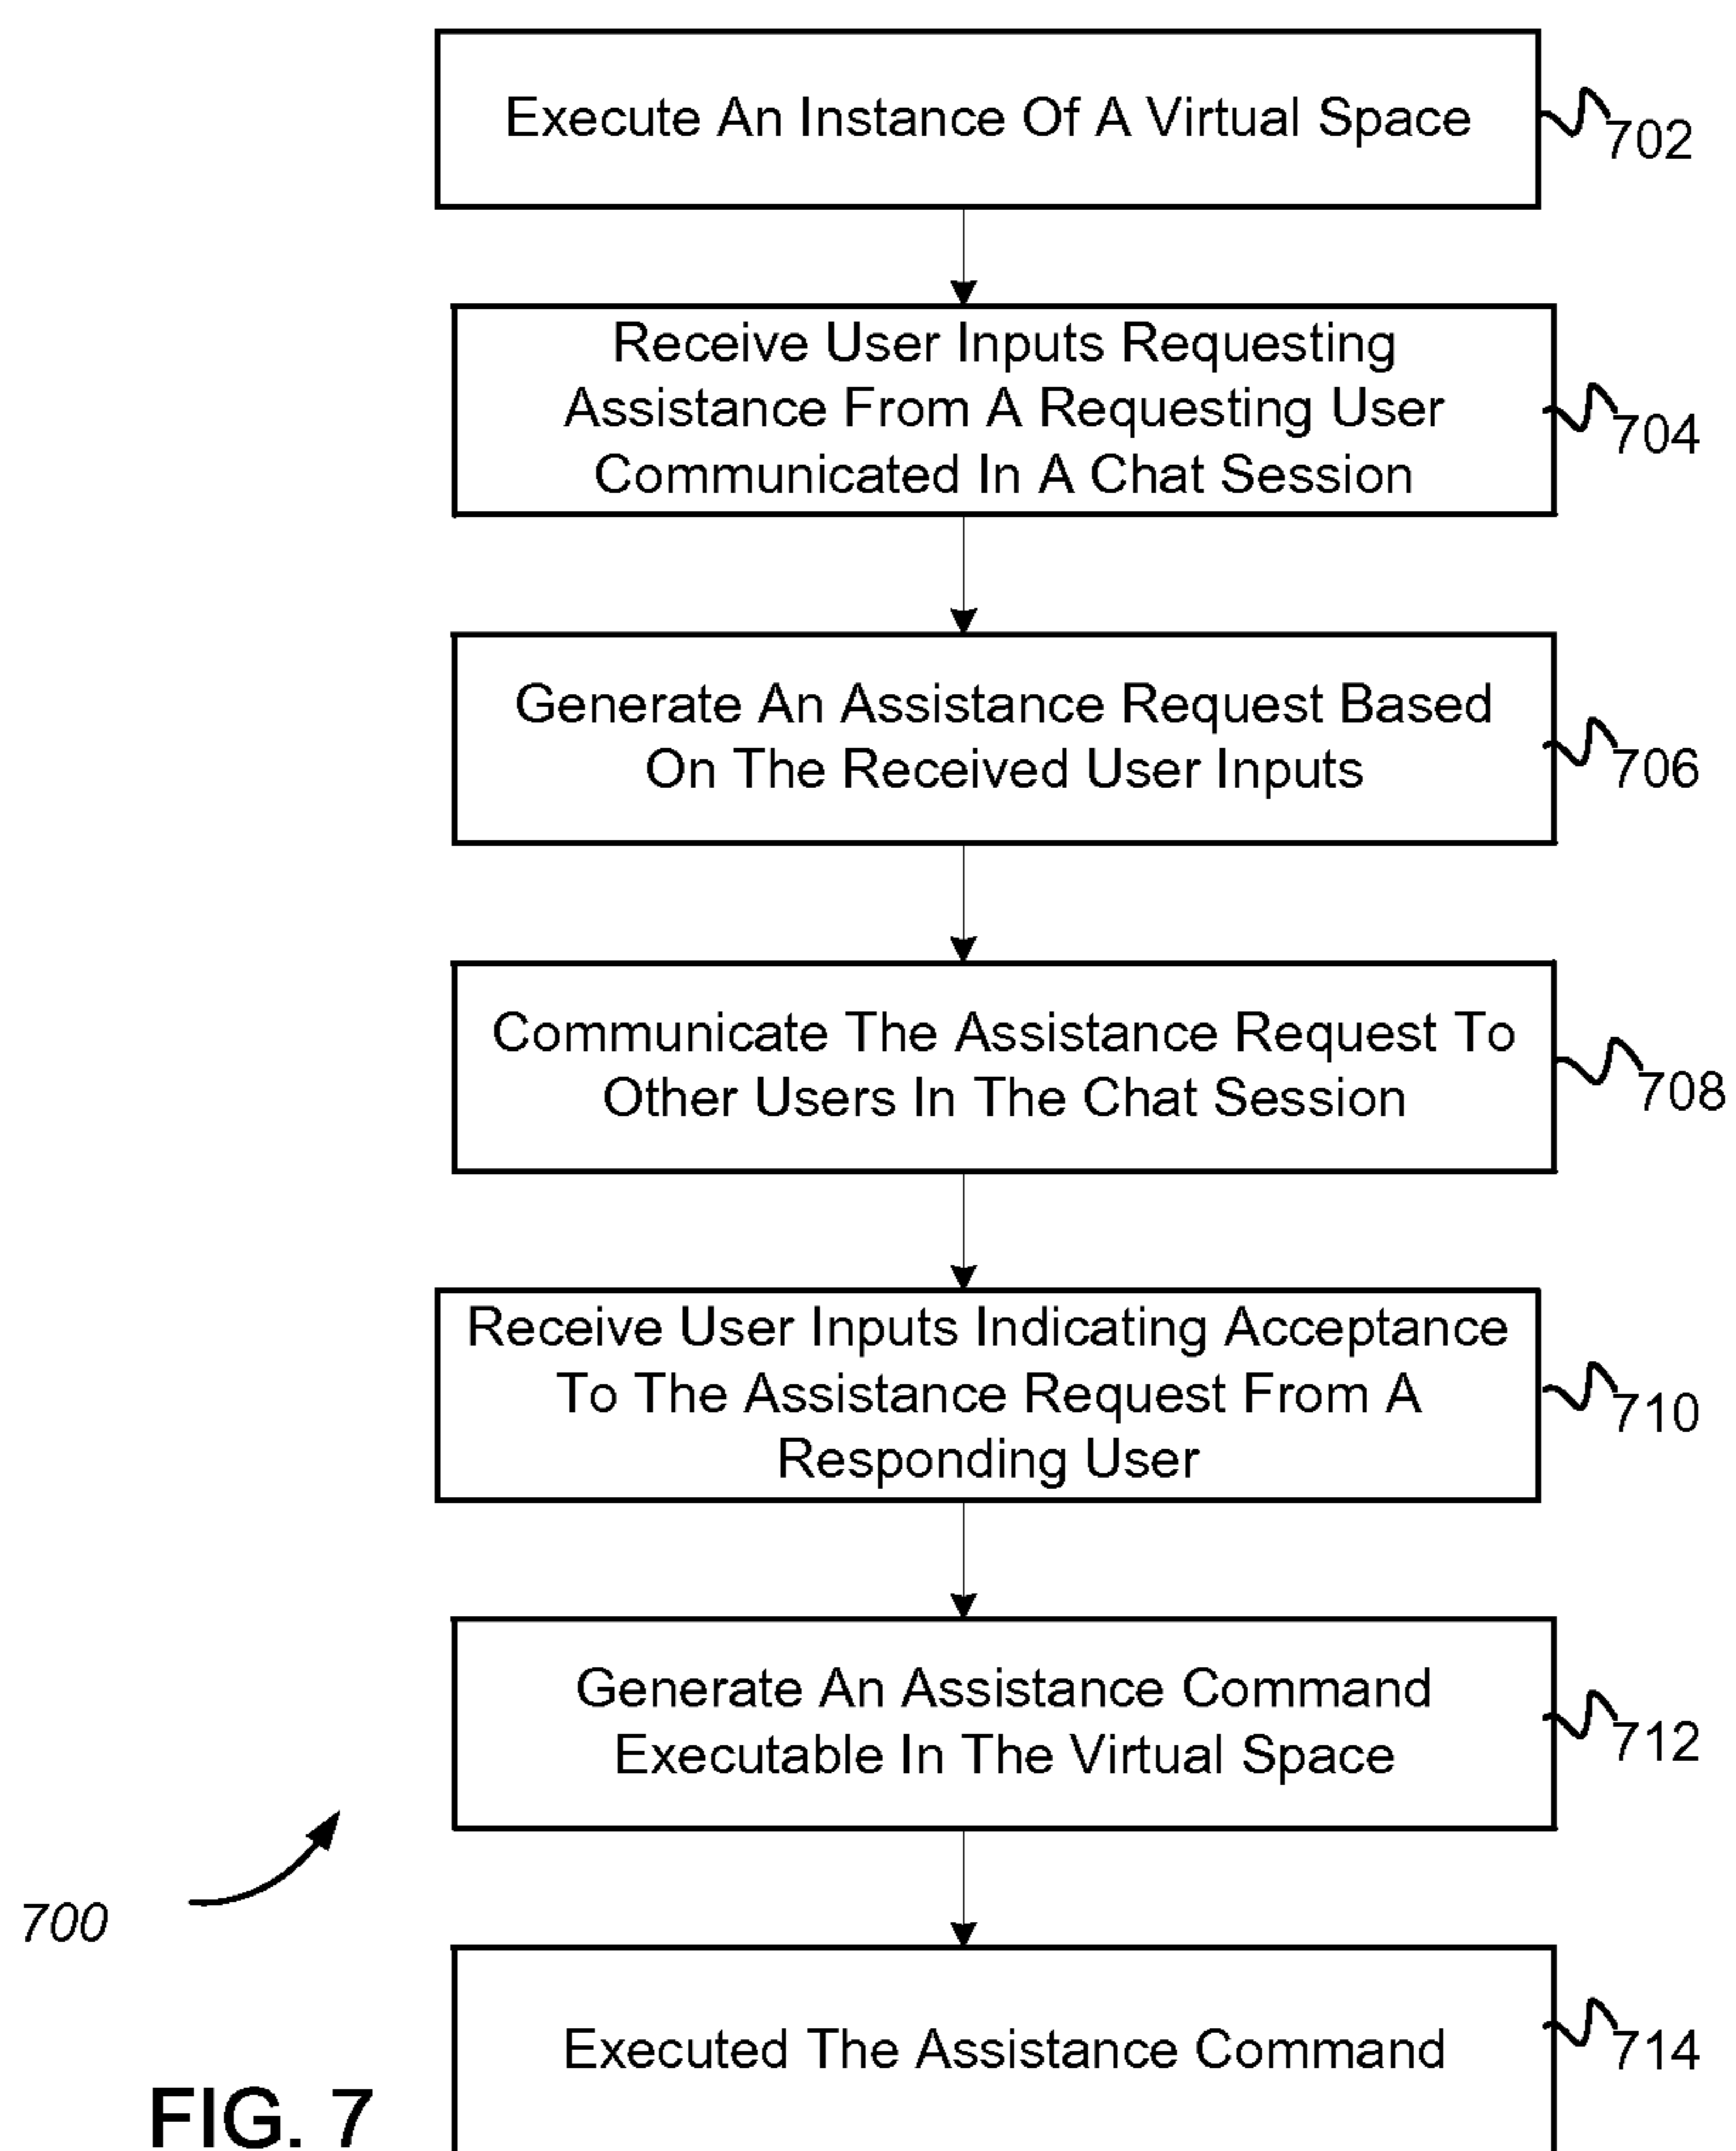 Execute An Instance Of A Virtual Space
702
Receive User Inputs Requesting
Assistance From A Requesting User
Communicated In A Chat Session
704
Generate An Assistance Request Based
On The Received User Inputs
706
Communicate The Assistance Request To
Other Users In The Chat Session
708
Receive User Inputs Indicating Acceptance
To The Assistance Request From A
Responding User
710
Generate An Assistance Command
Executable In The Virtual Space
712
700
Executed The Assistance Command
714
FIG. 7